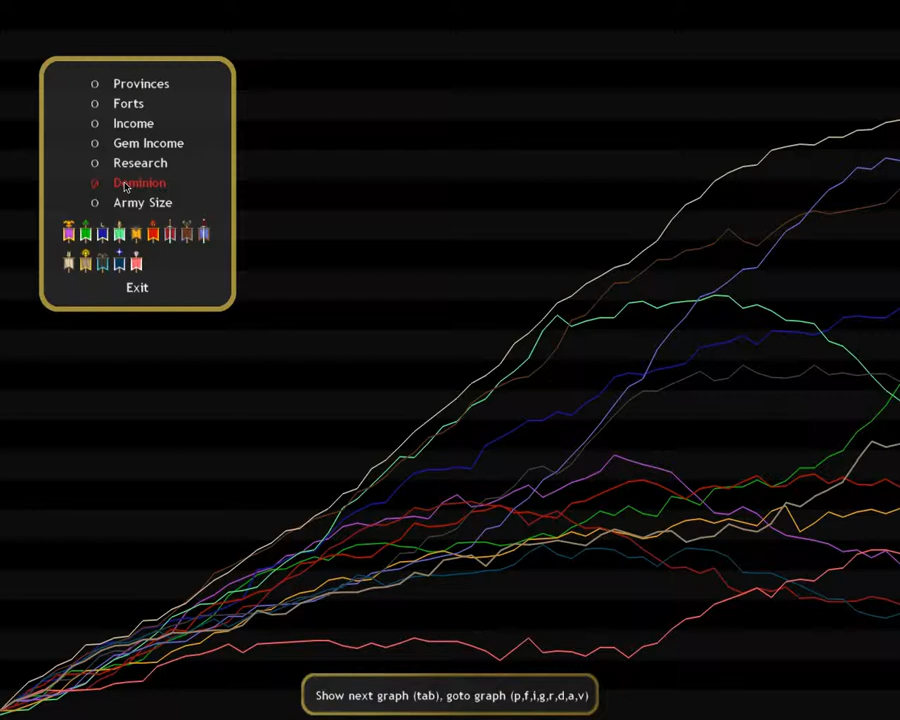 Provinces
Forts
Income
Gem Income
Research
Dominion
Army Size
Exit
Show next graph (tab), goto graph (p,f,i,g,r,d,a,v)